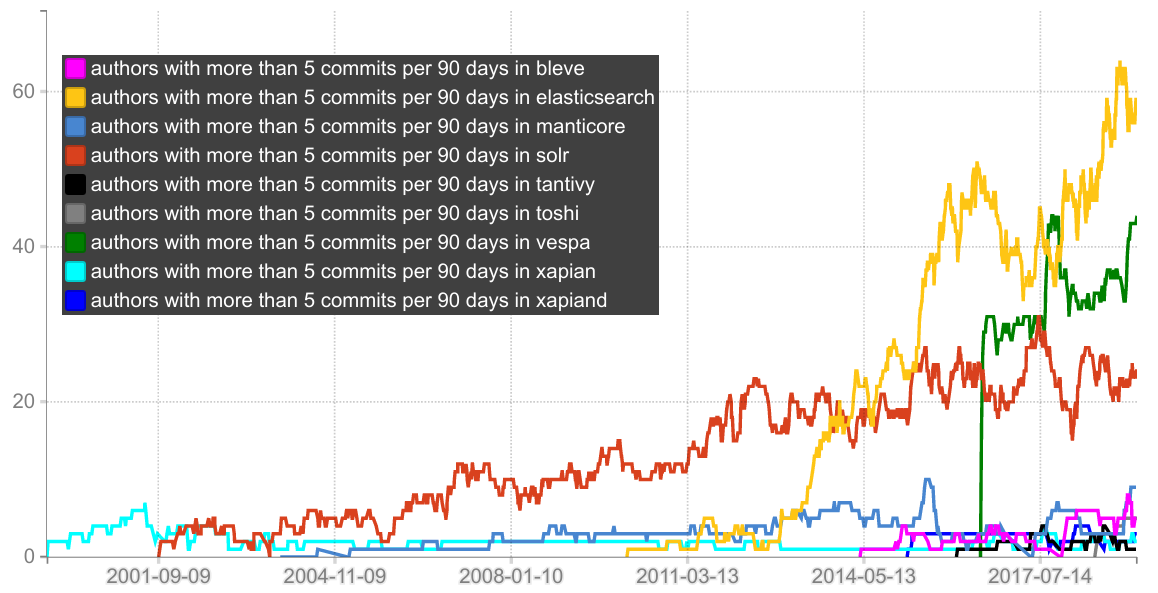 60
40
20
0
authors with more than 5 commits per 90 days in bleve
authors with more than 5 commits per 90 days in elasticsearch
authors with more than 5 commits per 90 days in manticore
authors with more than 5 commits per 90 days in solr
authors with more than 5 commits per 90 days in tantivy
authors with more than 5 commits per 90 days in toshi
authors with more than 5 commits per 90 days in vespa
authors with more than 5 commits per 90 days in xapian
authors with more than 5 commits per 90 days in xapiand
2001-09-09 2004-11-09 2008-01-10 2011-03-13 2014-05-13 2017-07-14